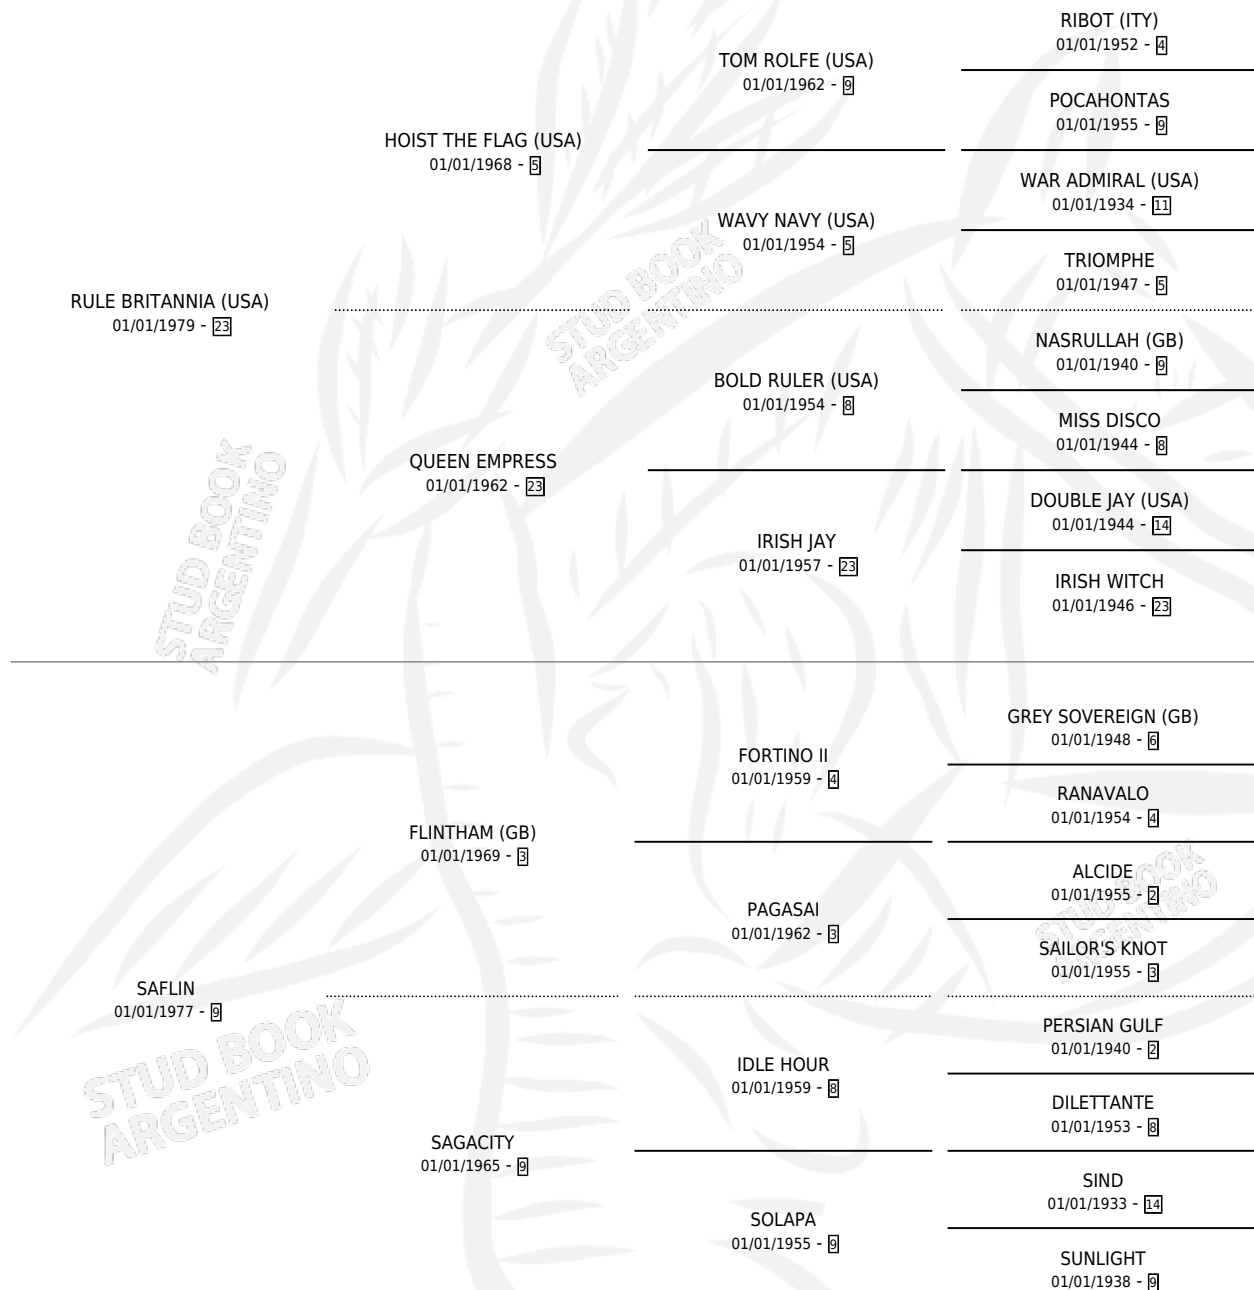 RIBOT (ITY)
01/01/1952 - 4
TOM ROLFE (USA)
01/01/1962 - 9
POCAHONTAS
01/01/1955 - 9
HOIST THE FLAG (USA)
01/01/1968 - 5
WAR ADMIRAL (USA)
01/01/1934 - 11
WAVY NAVY (USA)
01/01/1954 - 5
TRIOMPHE
01/01/1947 - 5
RULE BRITANNIA (USA)
01/01/1979 - 23
NASRULLAH (GB)
01/01/1940 - 9
BOLD RULER (USA)
01/01/1954 - 8
MISS DISCO
01/01/1944 - 8
QUEEN EMPRESS
01/01/1962 - 23
DOUBLE JAY (USA)
01/01/1944 - 14
IRISH JAY
01/01/1957 - 23
IRISH WITCH
01/01/1946 - 23
GREY SOVEREIGN (GB)
01/01/1948 - 6
FORTINO II
01/01/1959 - 4
RANAVALO
01/01/1954 - 4
FLINTHAM (GB)
01/01/1969 - 3
ALCIDE
01/01/1955 - 2
PAGASAI
01/01/1962 - 3
SAILOR'S KNOT
01/01/1955 - 3
SAFLIN
01/01/1977 - 9
PERSIAN GULF
01/01/1940 - 2
IDLE HOUR
01/01/1959 - 8
DILETTANTE
01/01/1953 - 8
SAGACITY
01/01/1965 - 9
SIND
01/01/1933 - 14
SOLAPA
01/01/1955 - 9
SUNLIGHT
01/01/1938 - 9
STUD BOOK
ARGENTINO
STUD BOOK
ARGENTINO
STUD BOOK
ARGENTINO
STUD BOOK
ARGENTINO